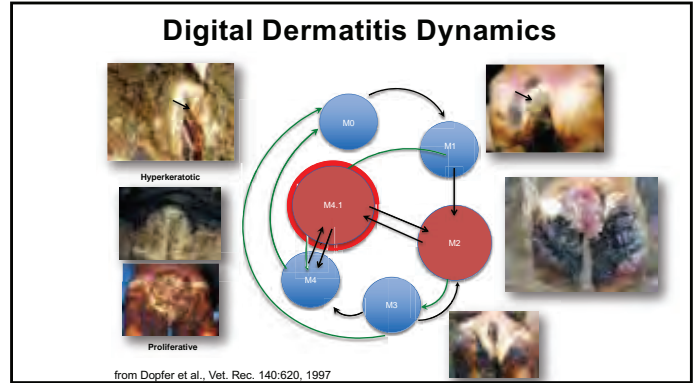 Digital Dermatitis Dynamics
M0
M1
Hyperkeratotic
M4.1
M2
M4
M3
Proliferative
from Dopfer et al., Vet. Rec. 140:620, 1997